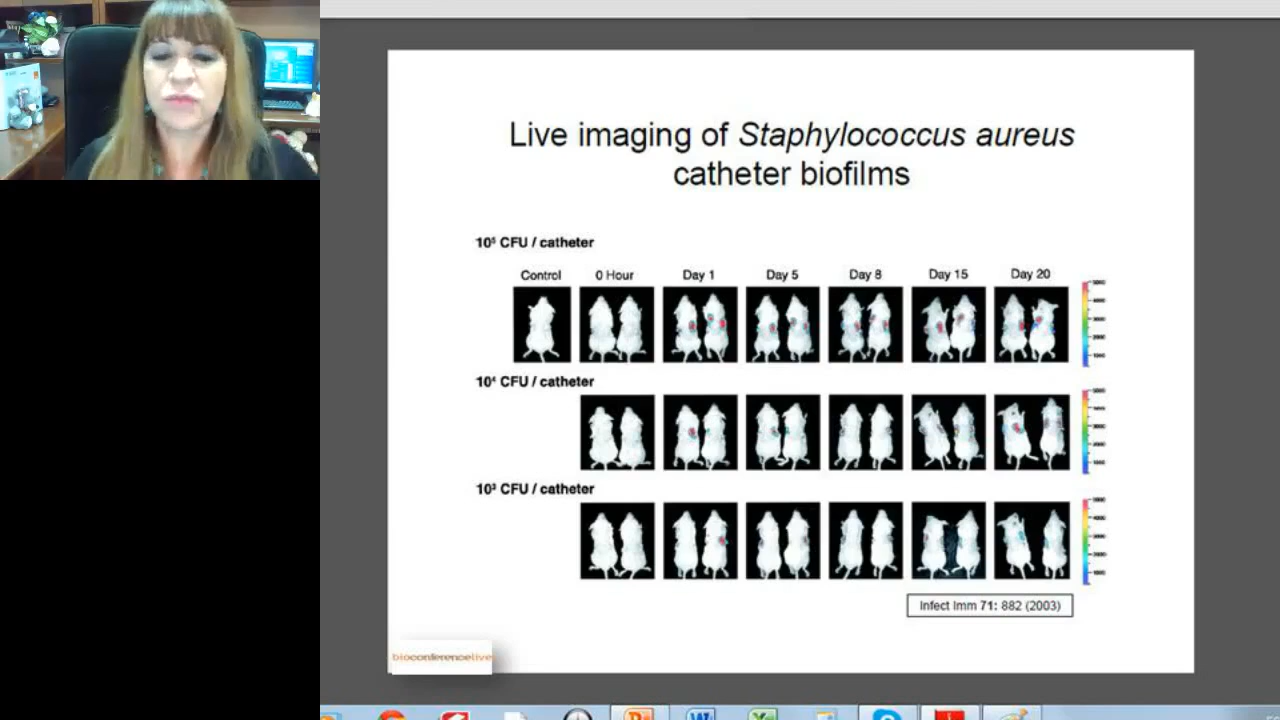 Live imaging of Staphylococcus aureus
catheter biofilms
10⁵ CFU / catheter
Control 0 Hour Day 1 Day 5 Day 8 Day 15 Day 20
10⁴ CFU / catheter
10³ CFU / catheter
Infect Imm 71: 882 (2003)
bioconferencelive